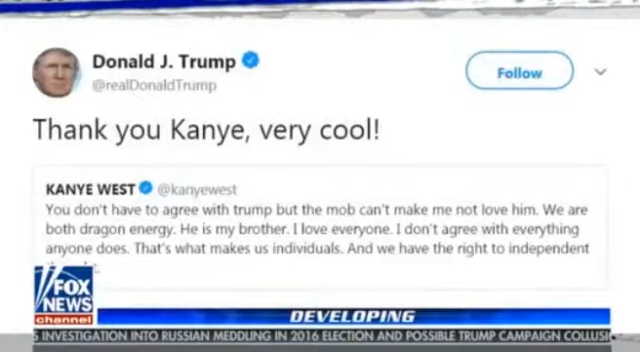 Donald J. Trump
@realDonaldTrump
Follow
Thank you Kanye, very cool!
KANYE WEST @kanyewest
You don't have to agree with trump but the mob can't make me not love him. We are
both dragon energy. He is my brother. I love everyone. I don't agree with everything
anyone does. That's what makes us individuals. And we have the right to independent
FOX
NEWS
channel
DEVELOPING
INVESTIGATION INTO RUSSIAN MEDDLING IN 2016 ELECTION AND POSSIBLE TRUMP CAMPAIGN